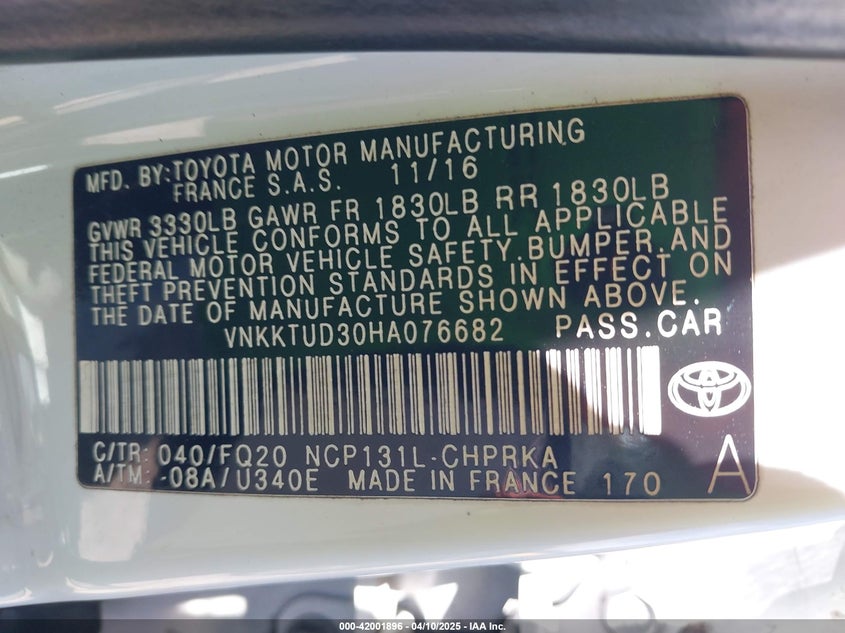 MFD. BY:TOYOTA MOTOR MANUFACTURING
FRANCE S.A.S. 11/16
GVWR 3330LB GAWR FR 1830LB RR 1830LB
THIS VEHICLE CONFORMS TO ALL APPLICABLE
FEDERAL MOTOR VEHICLE SAFETY,BUMPER,AND
THEFT PREVENTION STANDARDS IN EFFECT ON
THE DATE OF MANUFACTURE SHOWN ABOVE.
VNKKTUD30HA076682 PASS.CAR
C/TR: 040/FQ20 NCP131L-CHPRKA
A/TM: -08A/U340E MADE IN FRANCE 170 A
000-42001896 - 04/10/2025 - IAA Inc.